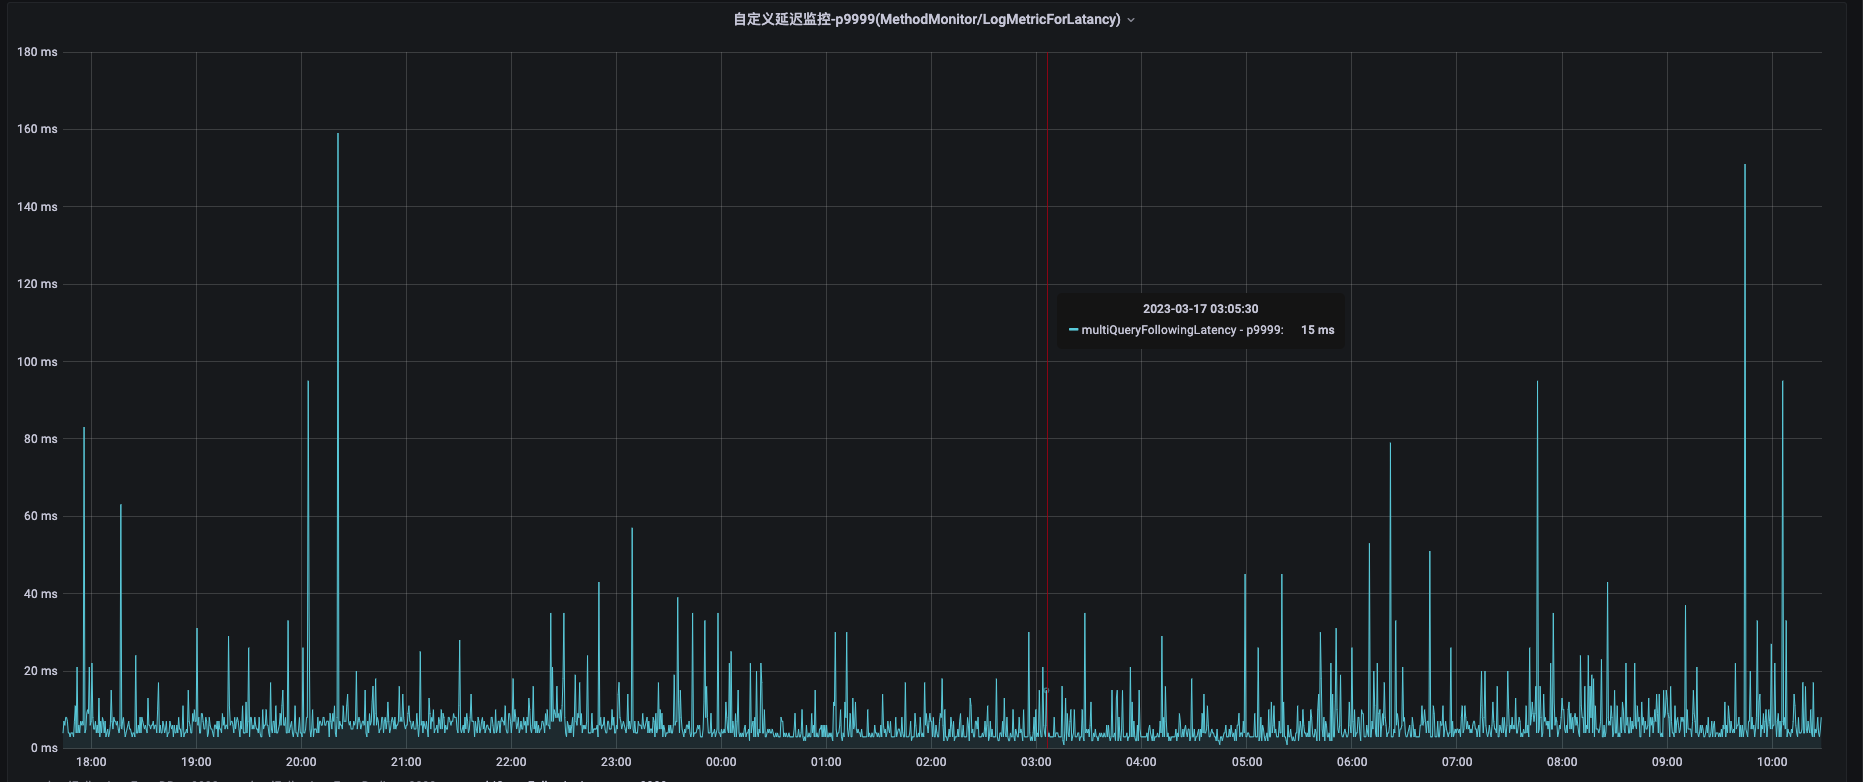 自定义延迟监控-p9999(MethodMonitor/LogMetricForLatancy)
180 ms
160 ms
140 ms
120 ms
100 ms
80 ms
60 ms
40 ms
20 ms
0 ms
2023-03-17 03:05:30
multiQueryFollowingLatency - p9999: 15 ms
18:00 19:00 20:00 21:00 22:00 23:00 00:00 01:00 02:00 03:00 04:00 05:00 06:00 07:00 08:00 09:00 10:00